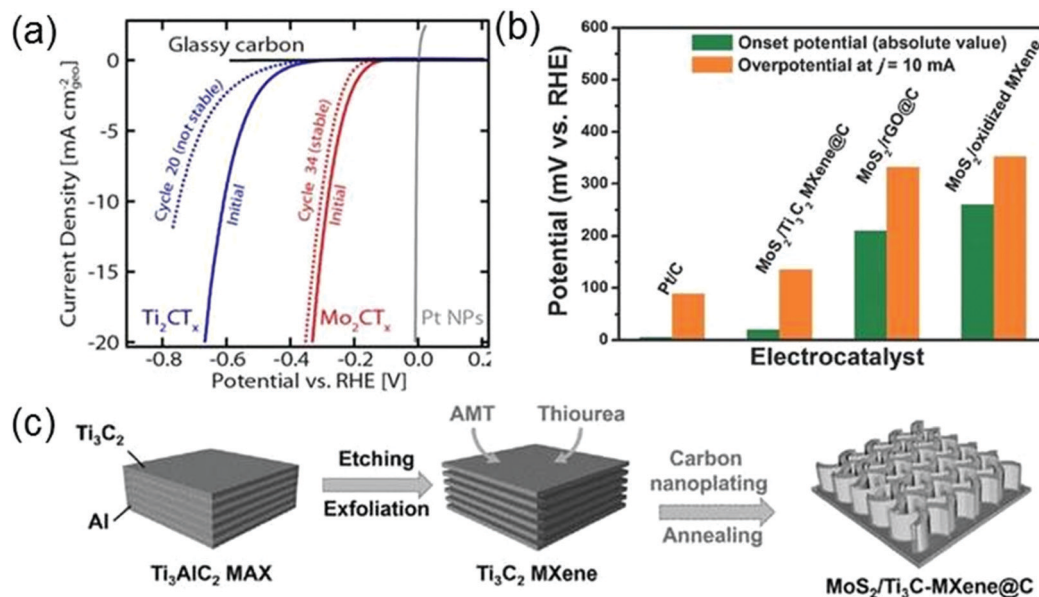 (a)
Glassy carbon
Cycle 20 (not stable)
Initial
Cycle 34 (stable)
Initial
Ti₂CTₓ
Mo₂CTₓ
Pt NPs
Current Density [mA cm⁻²geo]
0
-5
-10
-15
-20
-0.8 -0.6 -0.4 -0.2 0.0 0.2
Potential vs. RHE [V]
(b)
Onset potential (absolute value)
Overpotential at j = 10 mA
Potential (mV vs. RHE)
600
500
400
300
200
100
0
Pt/C
MoS₂/Ti₃C₂ MXene@C
MoS₂/rGO@C
MoS₂/oxidized MXene
Electrocatalyst
(c)
Ti₃C₂
Al
Ti₃AlC₂ MAX
Etching
Exfoliation
AMT Thiourea
Ti₃C₂ MXene
Carbon
nanoplating
Annealing
MoS₂/Ti₃C-MXene@C